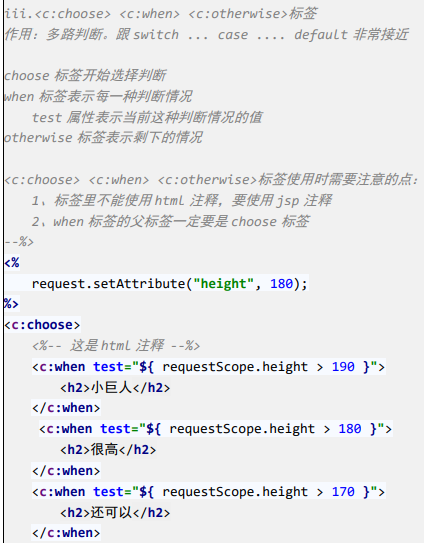 iii.<c:choose> <c:when> <c:otherwise>标签
作用：多路判断。跟 switch ... case .... default 非常接近
choose 标签开始选择判断
when 标签表示每一种判断情况
test 属性表示当前这种判断情况的值
otherwise 标签表示剩下的情况
<c:choose> <c:when> <c:otherwise>标签使用时需要注意的点：
1、标签里不能使用 html 注释，要使用 jsp 注释
2、when 标签的父标签一定要是 choose 标签
--%>
<%
request.setAttribute("height", 180);
%>
<c:choose>
<%-- 这是 html 注释 --%>
<c:when test="${ requestScope.height > 190 }">
<h2>小巨人</h2>
</c:when>
<c:when test="${ requestScope.height > 180 }">
<h2>很高</h2>
</c:when>
<c:when test="${ requestScope.height > 170 }">
<h2>还可以</h2>
</c:when>